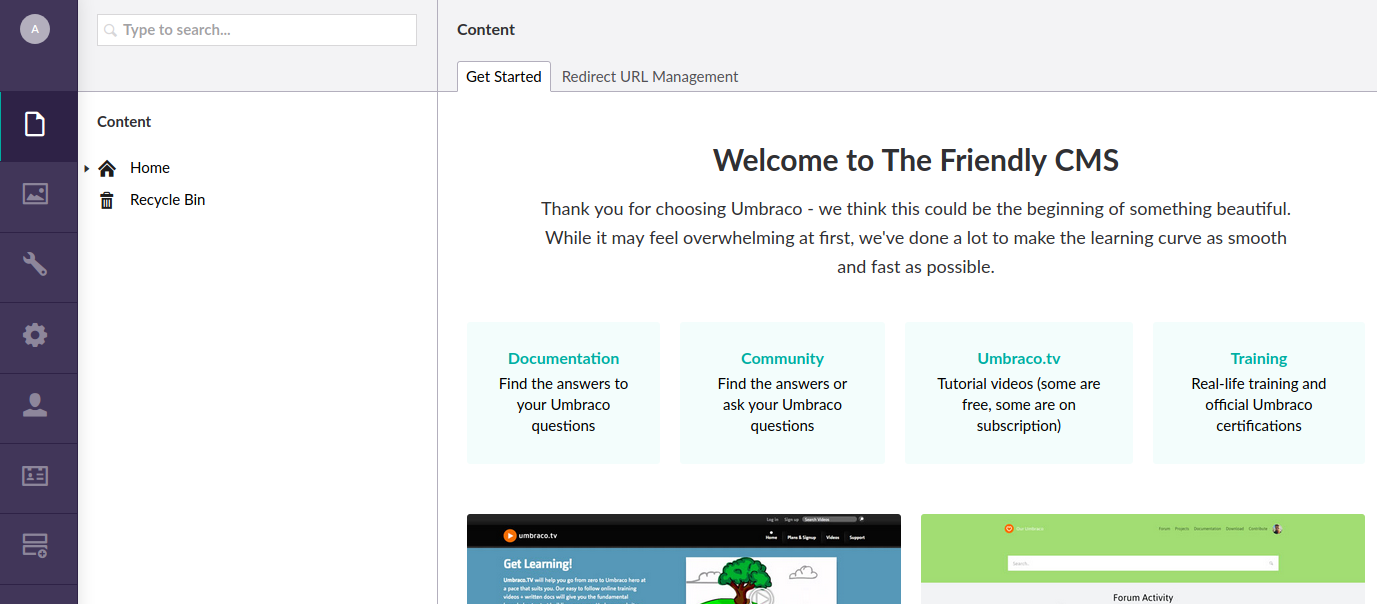 A
Type to search...
Content
Get Started
Redirect URL Management
Content
Home
Recycle Bin
Welcome to The Friendly CMS
Thank you for choosing Umbraco - we think this could be the beginning of something beautiful.
While it may feel overwhelming at first, we've done a lot to make the learning curve as smooth
and fast as possible.
Documentation
Find the answers to
your Umbraco
questions
Community
Find the answers or
ask your Umbraco
questions
Umbraco.tv
Tutorial videos (some are
free, some are on
subscription)
Training
Real-life training and
official Umbraco
certifications
Log in Sign up Search Videos
umbraco.tv
Home Plans & Signup Videos Support
Get Learning!
Umbraco.TV will help you go from zero to Umbraco here at
a pace that suits you. Our easy to follow online training
videos + written docs will give you the fundamental
Forum Projects Documentation Download Contribute
Search
Forum Activity